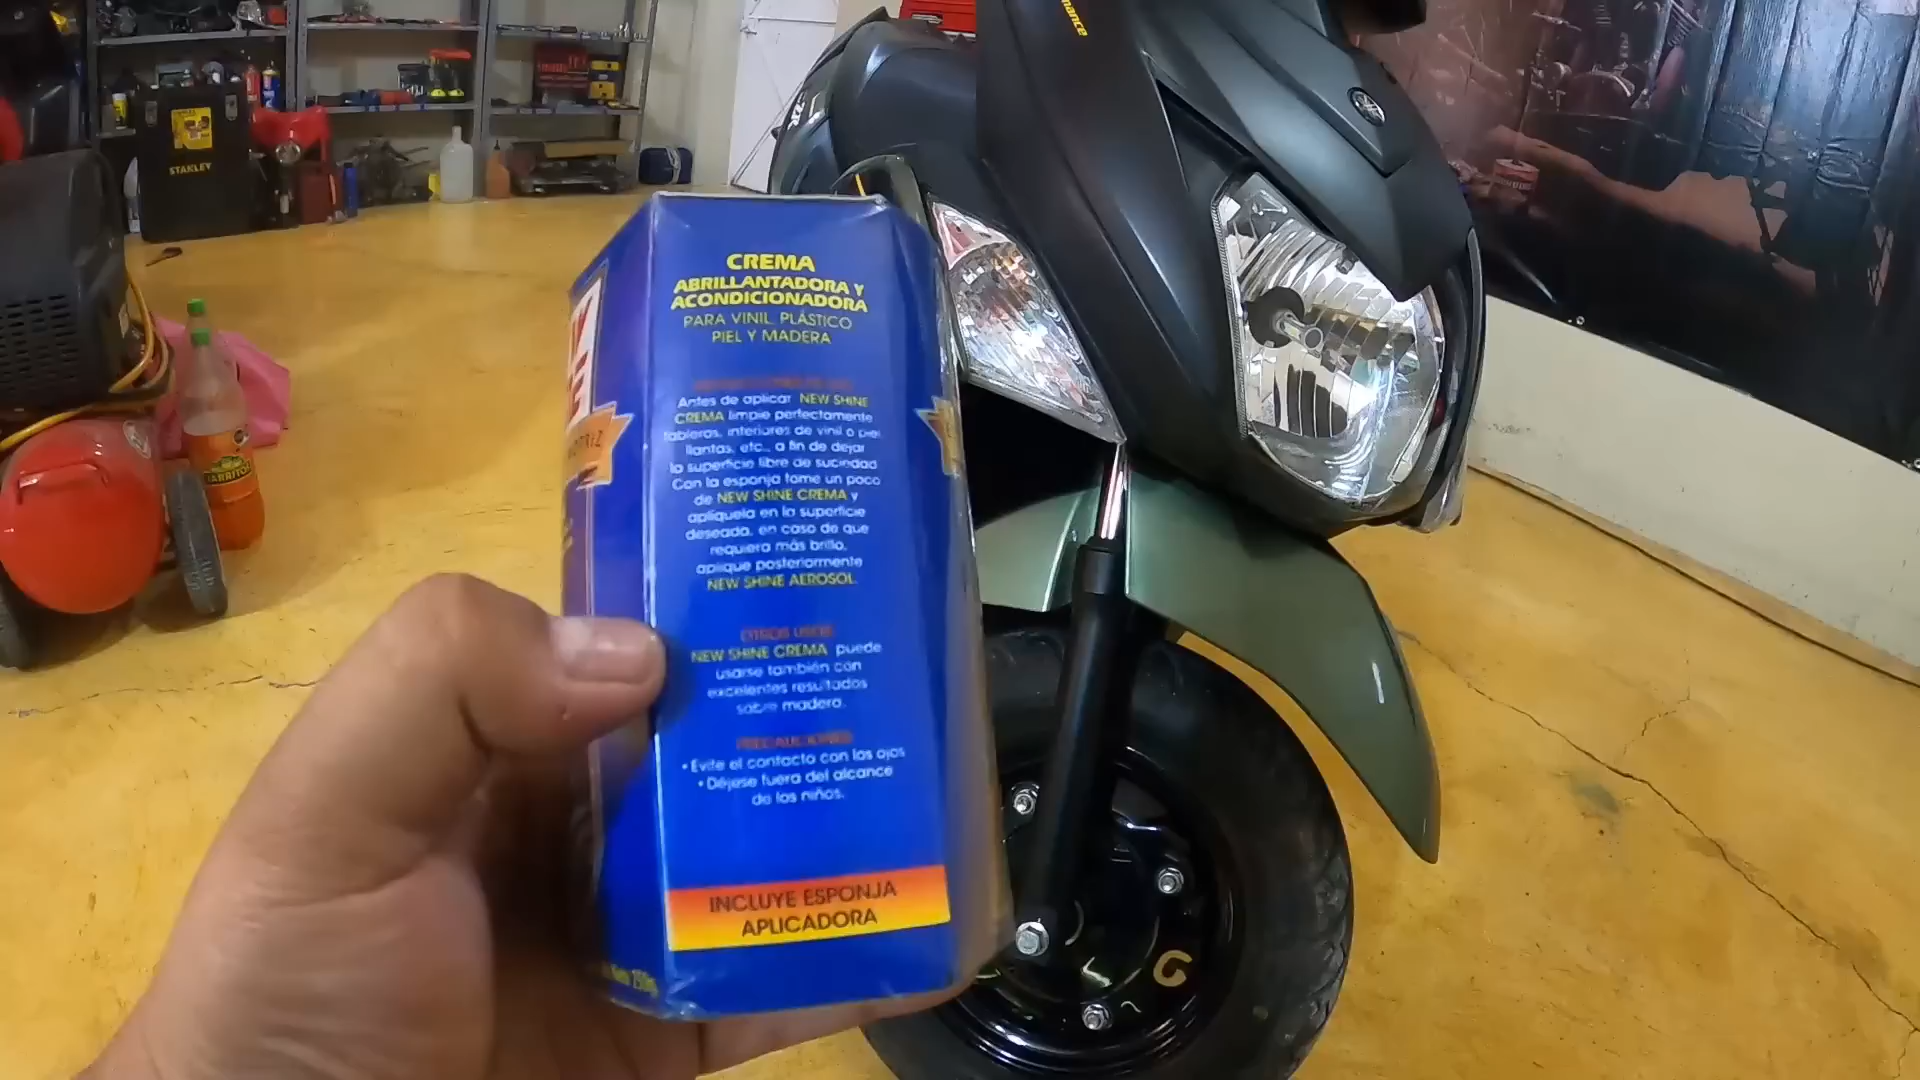 mance
STANLEY
CREMA
ABRILLANTADORA Y
ACONDICIONADORA
PARA VINIL, PLÁSTICO
PIEL Y MADERA
Antes de aplicar NEW SHINE
CREMA limpie perfectamente
tableros, interiores de vinil o piel
llantas, etc., a fin de dejar
la superficie libre de suciedad
Con la esponja tome un poco
de NEW SHINE CREMA y
aplíquela en la superficie
deseada, en caso de que
requiera más brillo,
aplique posteriormente
NEW SHINE AEROSOL
OTROS USOS
NEW SHINE CREMA puede
usarse también con
excelentes resultados
sobre madera.
PRECAUCIONES
• Evite el contacto con los ojos
• Déjese fuera del alcance
de los niños.
INCLUYE ESPONJA
APLICADORA
JARRITOS
G